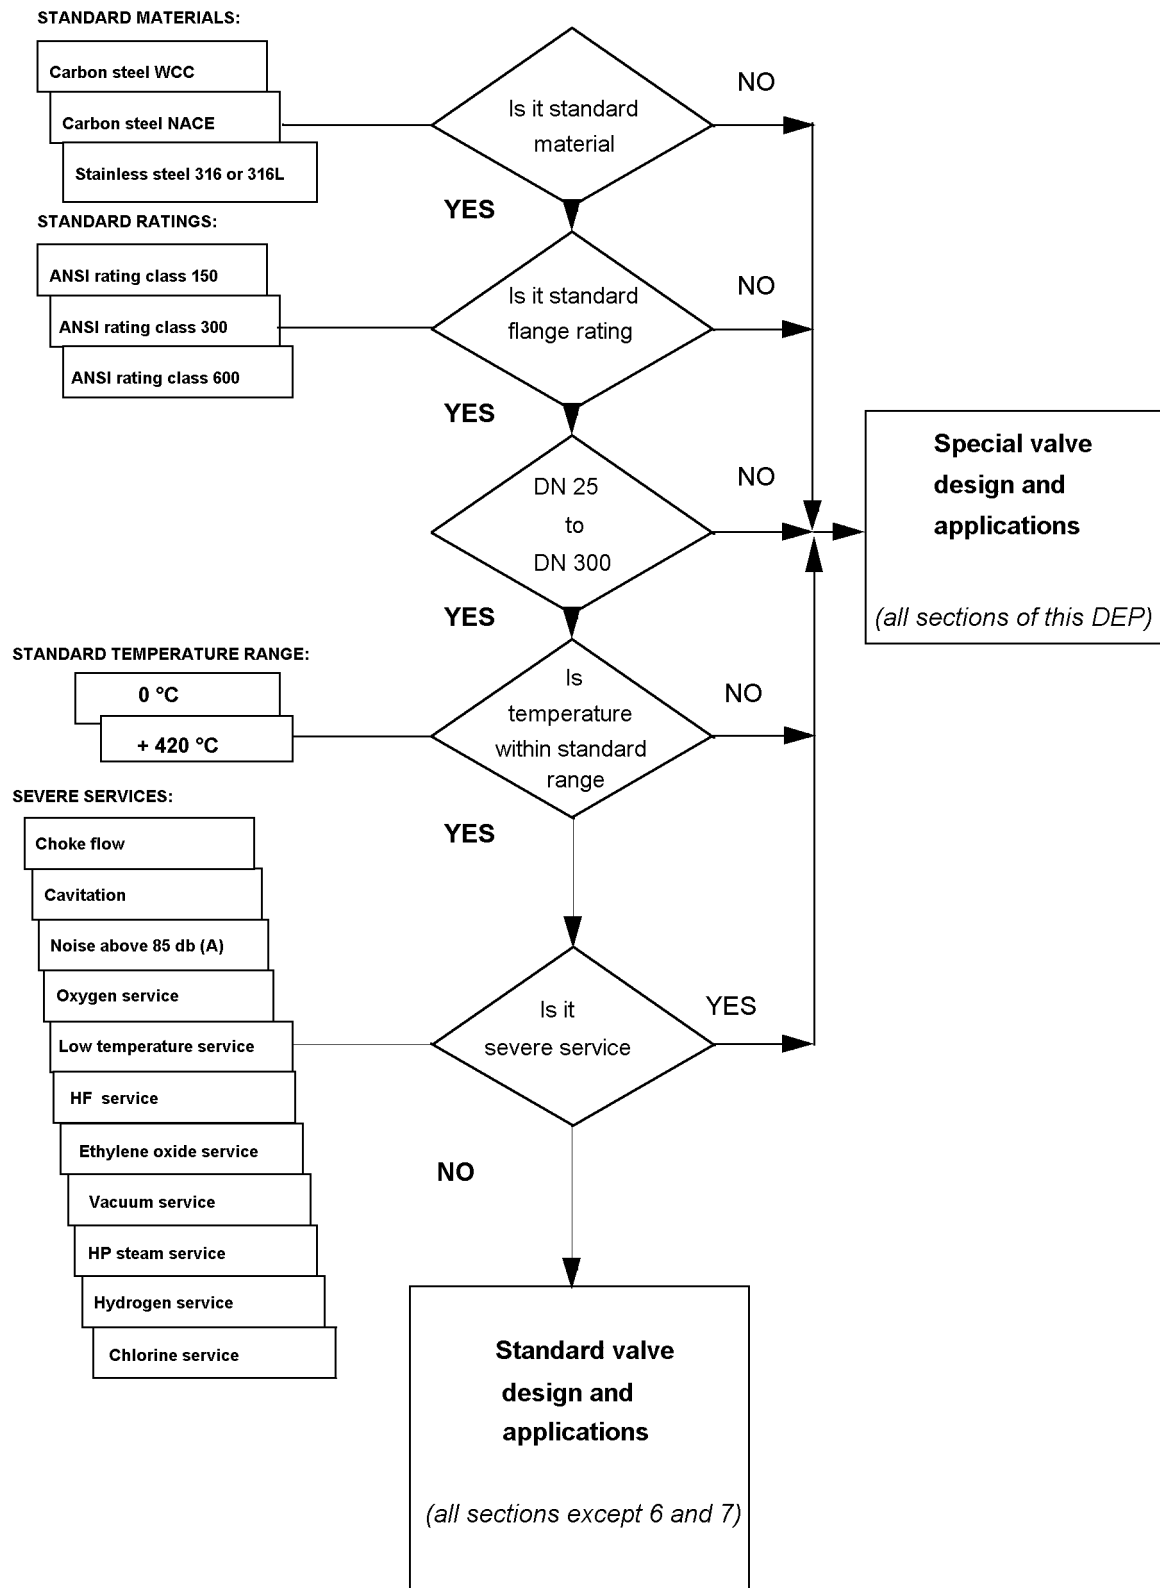 STANDARD MATERIALS:
Carbon steel WCC
Carbon steel NACE
Stainless steel 316 or 316L
Is it standard
material
NO
YES
STANDARD RATINGS:
ANSI rating class 150
ANSI rating class 300
ANSI rating class 600
Is it standard
flange rating
NO
YES
DN 25
to
DN 300
NO
YES
Special valve
design and
applications
(all sections of this DEP)
STANDARD TEMPERATURE RANGE:
0 °C
+ 420 °C
Is
temperature
within standard
range
NO
YES
SEVERE SERVICES:
Choke flow
Cavitation
Noise above 85 db (A)
Oxygen service
Low temperature service
HF service
Ethylene oxide service
Vacuum service
HP steam service
Hydrogen service
Chlorine service
Is it
severe service
YES
NO
Standard valve
design and
applications
(all sections except 6 and 7)